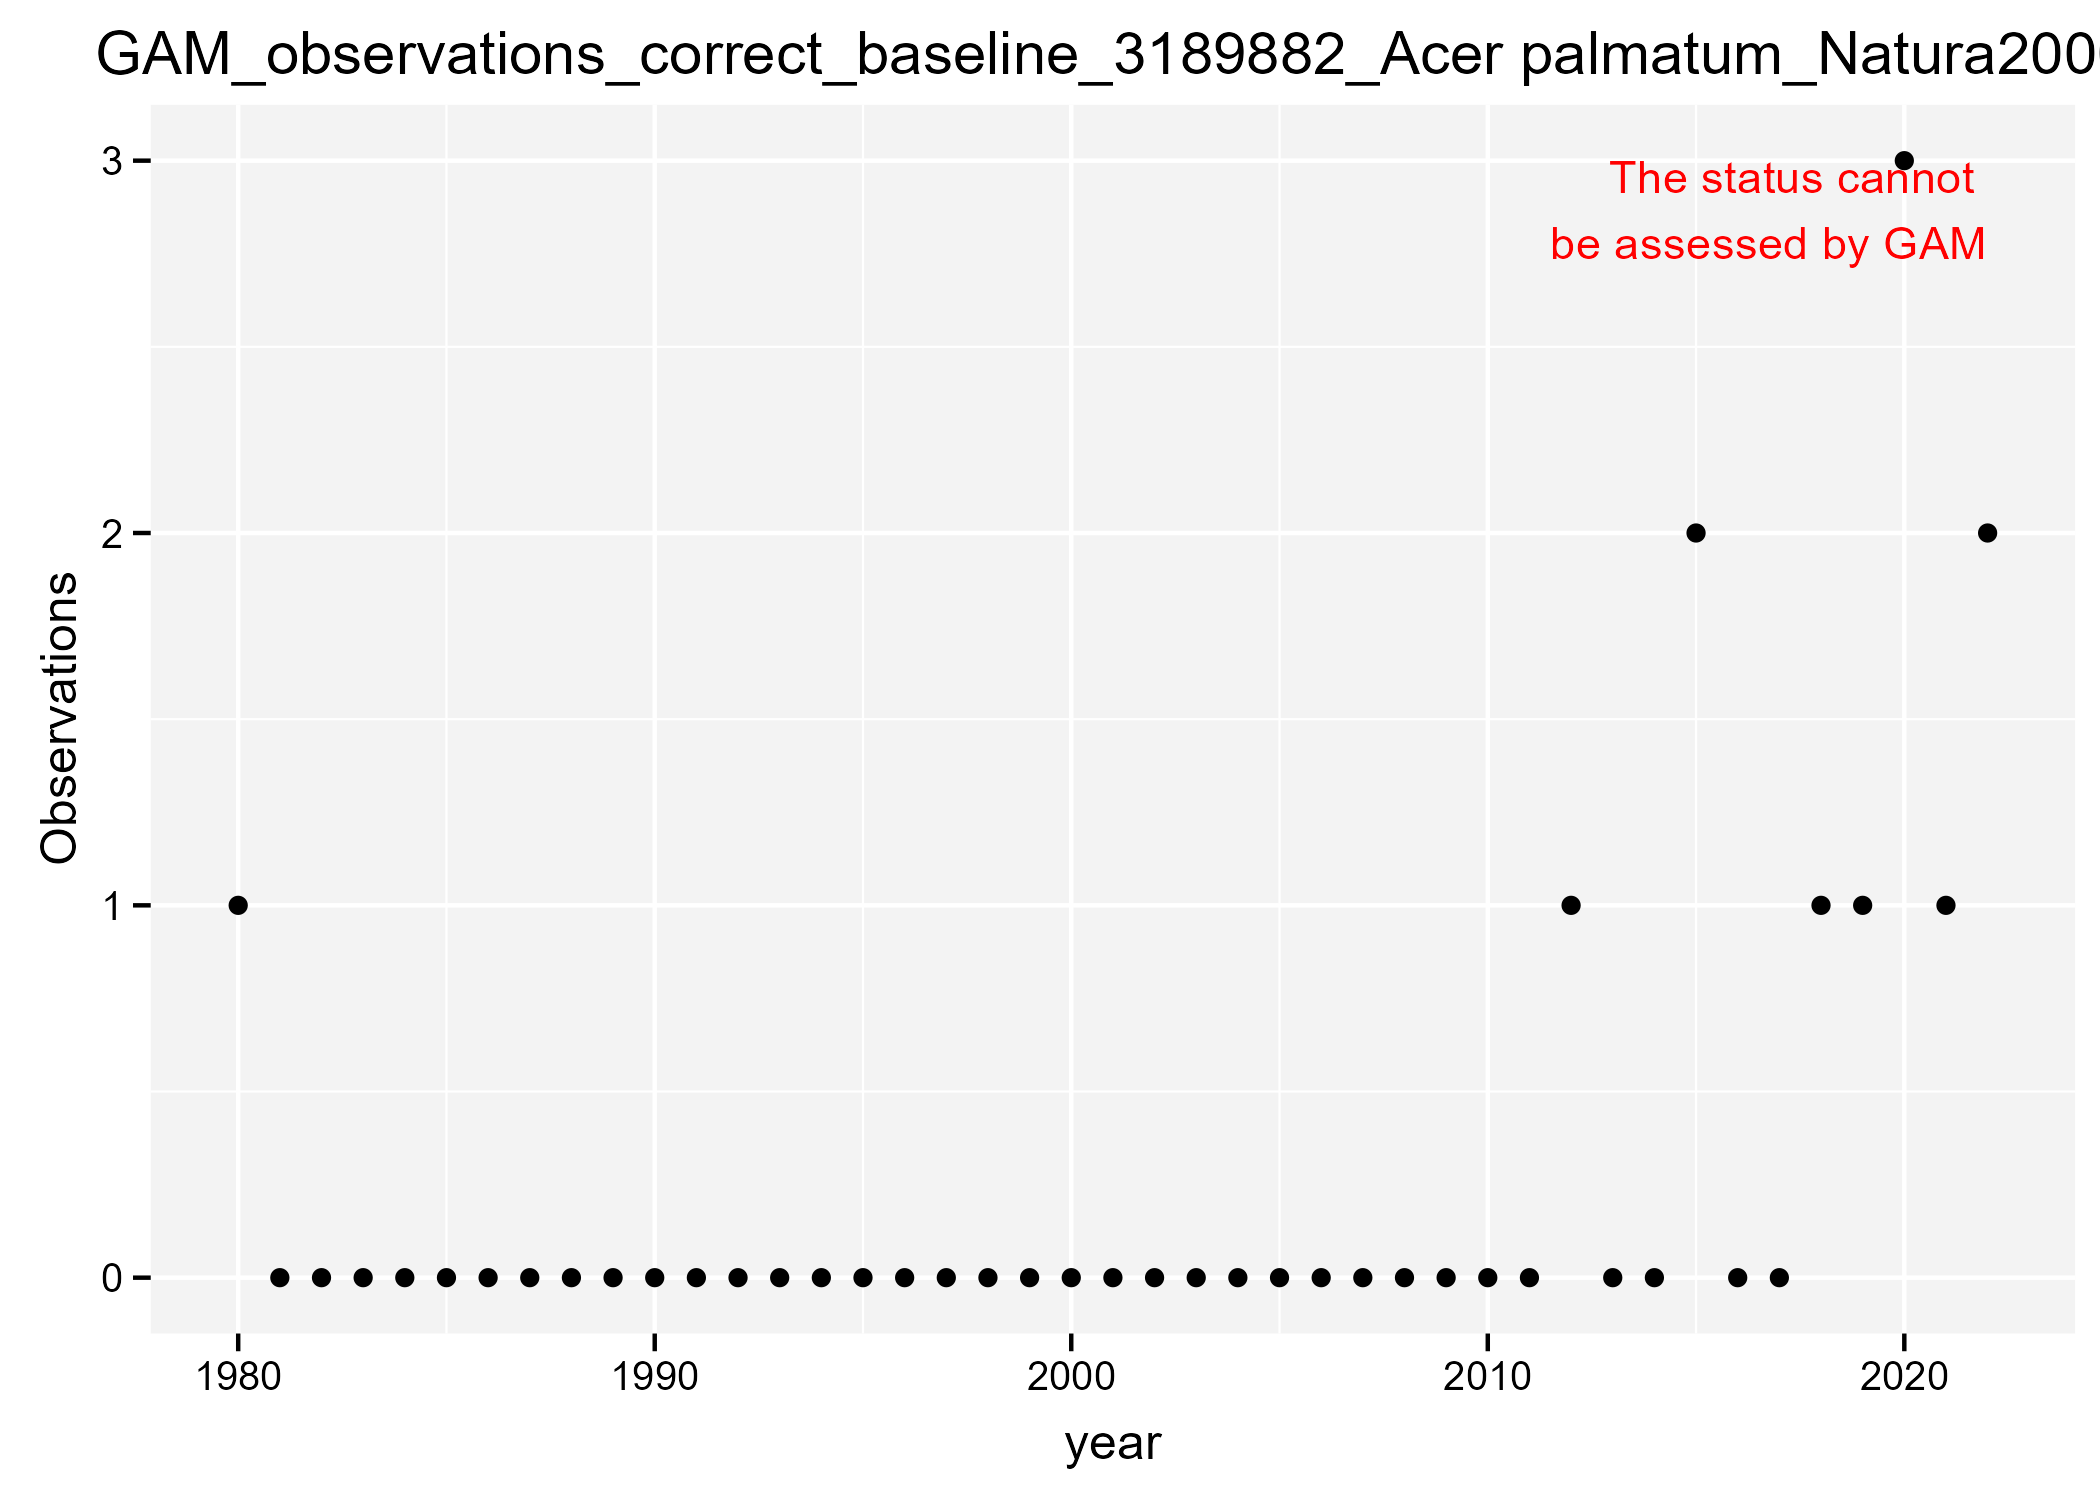 GAM_observations_correct_baseline_3189882_Acer palmatum_Natura200
3
The status cannot
be assessed by GAM
2
Observations
1
0
1980 1990 2000 2010 2020
year